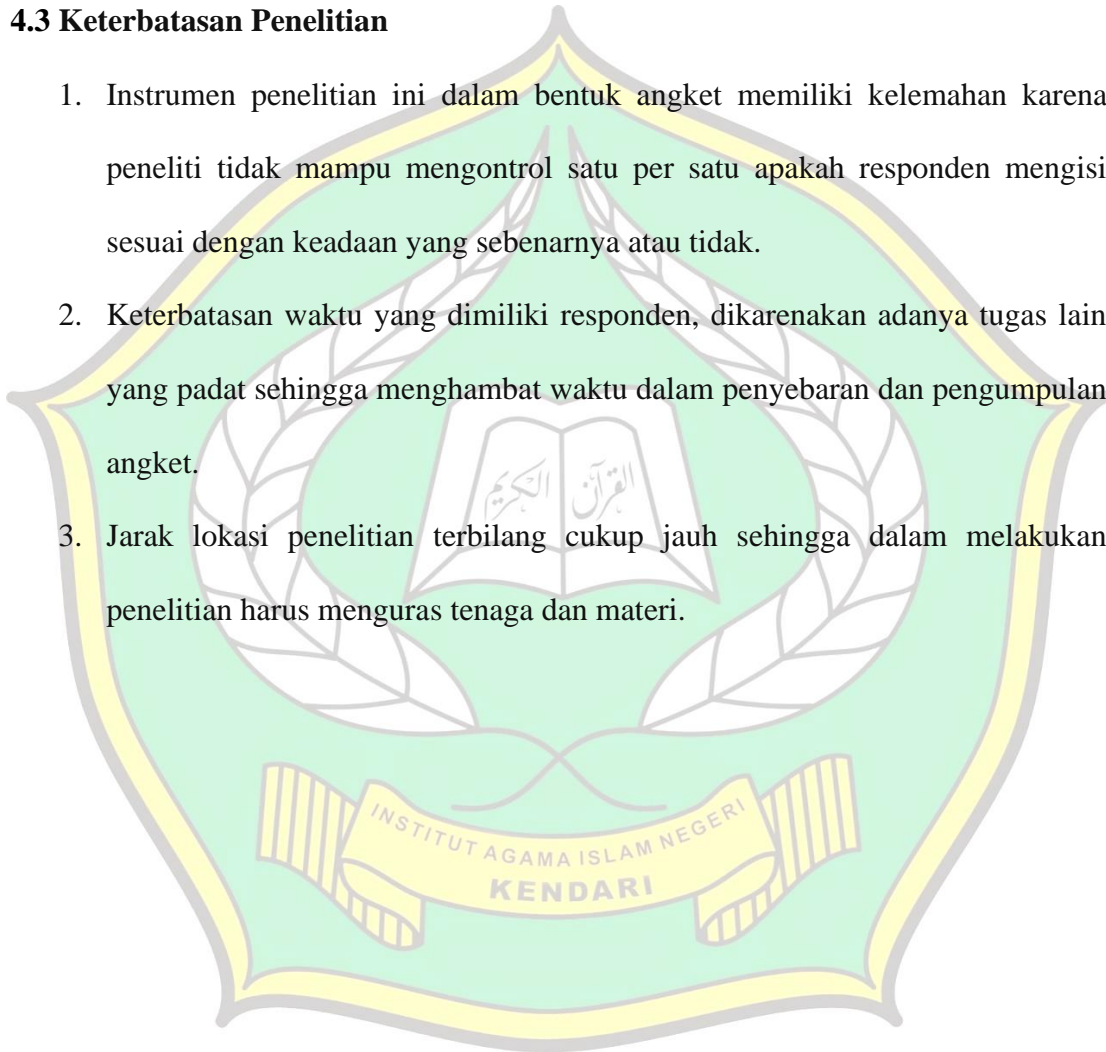 4.3 Keterbatasan Penelitian
1. Instrumen penelitian ini dalam bentuk angket memiliki kelemahan karena
peneliti tidak mampu mengontrol satu per satu apakah responden mengisi
sesuai dengan keadaan yang sebenarnya atau tidak.
2. Keterbatasan waktu yang dimiliki responden, dikarenakan adanya tugas lain
yang padat sehingga menghambat waktu dalam penyebaran dan pengumpulan
angket.
القرآن الكريم
3. Jarak lokasi penelitian terbilang cukup jauh sehingga dalam melakukan
penelitian harus menguras tenaga dan materi.
INSTITUT AGAMA ISLAM NEGERI
KENDARI